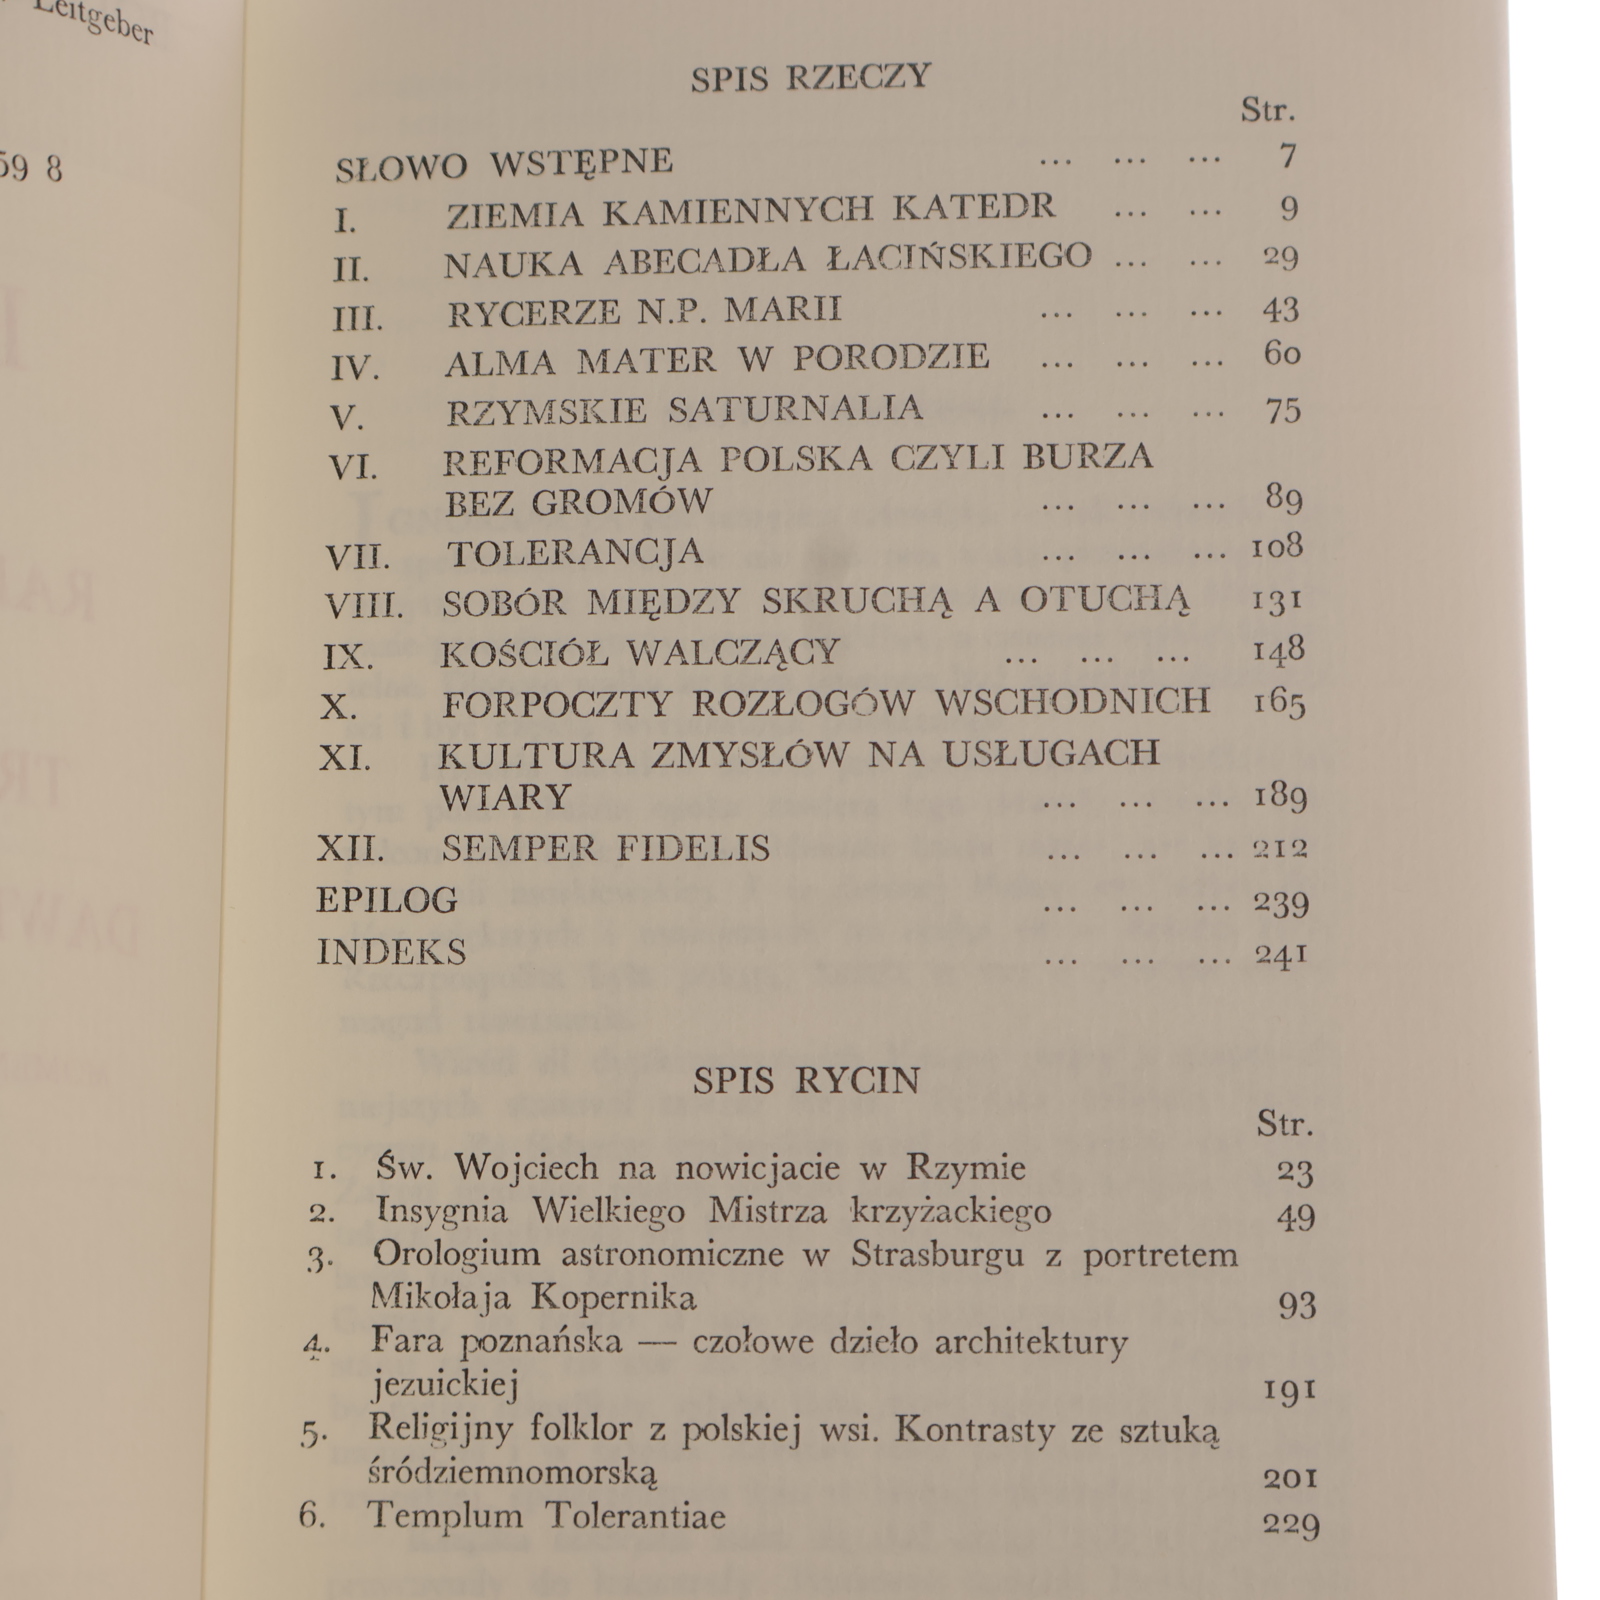 Leitgeber
59 8
SPIS RZECZY
Str.
SŁOWO WSTĘPNE ... ... ... 7
I. ZIEMIA KAMIENNYCH KATEDR ... ... 9
II. NAUKA ABECADŁA ŁACIŃSKIEGO ... ... 29
III. RYCERZE N.P. MARII ... ... ... 43
IV. ALMA MATER W PORODZIE ... ... ... 60
V. RZYMSKIE SATURNALIA ... ... ... 75
VI. REFORMACJA POLSKA CZYLI BURZA
BEZ GROMÓW ... ... ... 89
VII. TOLERANCJA ... ... ... 108
VIII. SOBÓR MIĘDZY SKRUCHĄ A OTUCHĄ 131
IX. KOŚCIÓŁ WALCZĄCY ... ... ... 148
X. FORPOCZTY ROZŁOGÓW WSCHODNICH 165
XI. KULTURA ZMYSŁÓW NA USŁUGACH
WIARY ... ... ... 189
XII. SEMPER FIDELIS ... ... ... 212
EPILOG ... ... ... 239
INDEKS ... ... ... 241
SPIS RYCIN
Str.
1. Św. Wojciech na nowicjacie w Rzymie 23
2. Insygnia Wielkiego Mistrza krzyżackiego 49
3. Orologium astronomiczne w Strasburgu z portretem
Mikołaja Kopernika 93
4. Fara poznańska — czołowe dzieło architektury
jezuickiej 191
5. Religijny folklor z polskiej wsi. Kontrasty ze sztuką
śródziemnomorską 201
6. Templum Tolerantiae 229